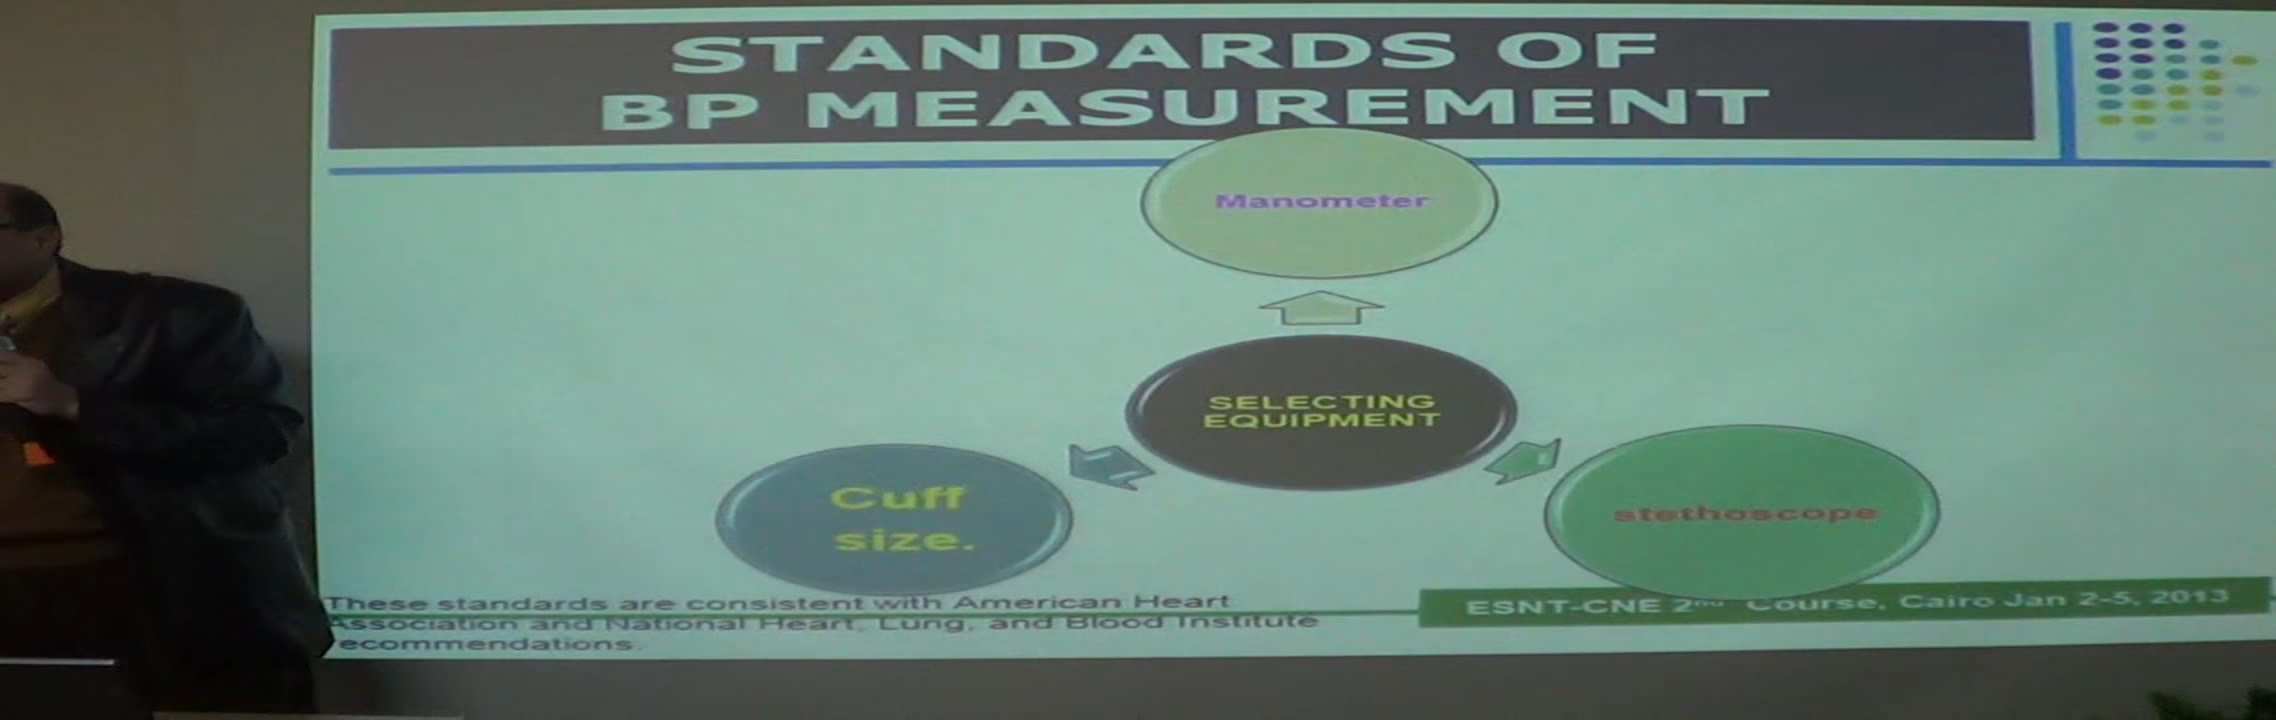 STANDARDS OF
BP MEASUREMENT
Manometer
SELECTING
EQUIPMENT
Cuff
size.
stethoscope
These standards are consistent with American Heart
Association and National Heart, Lung, and Blood Institute
recommendations.
ESNT-CNE 2nd Course, Cairo Jan 2-5, 2013